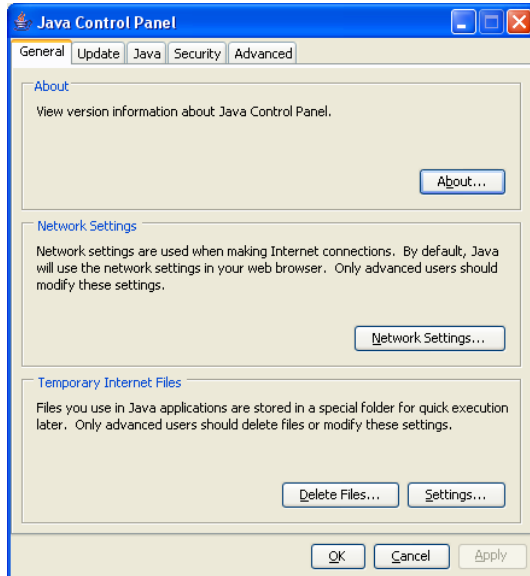 Java Control Panel
General Update Java Security Advanced
About
View version information about Java Control Panel.
About...
Network Settings
Network settings are used when making Internet connections. By default, Java
will use the network settings in your web browser. Only advanced users should
modify these settings.
Network Settings...
Temporary Internet Files
Files you use in Java applications are stored in a special folder for quick execution
later. Only advanced users should delete files or modify these settings.
Delete Files... Settings...
OK Cancel Apply